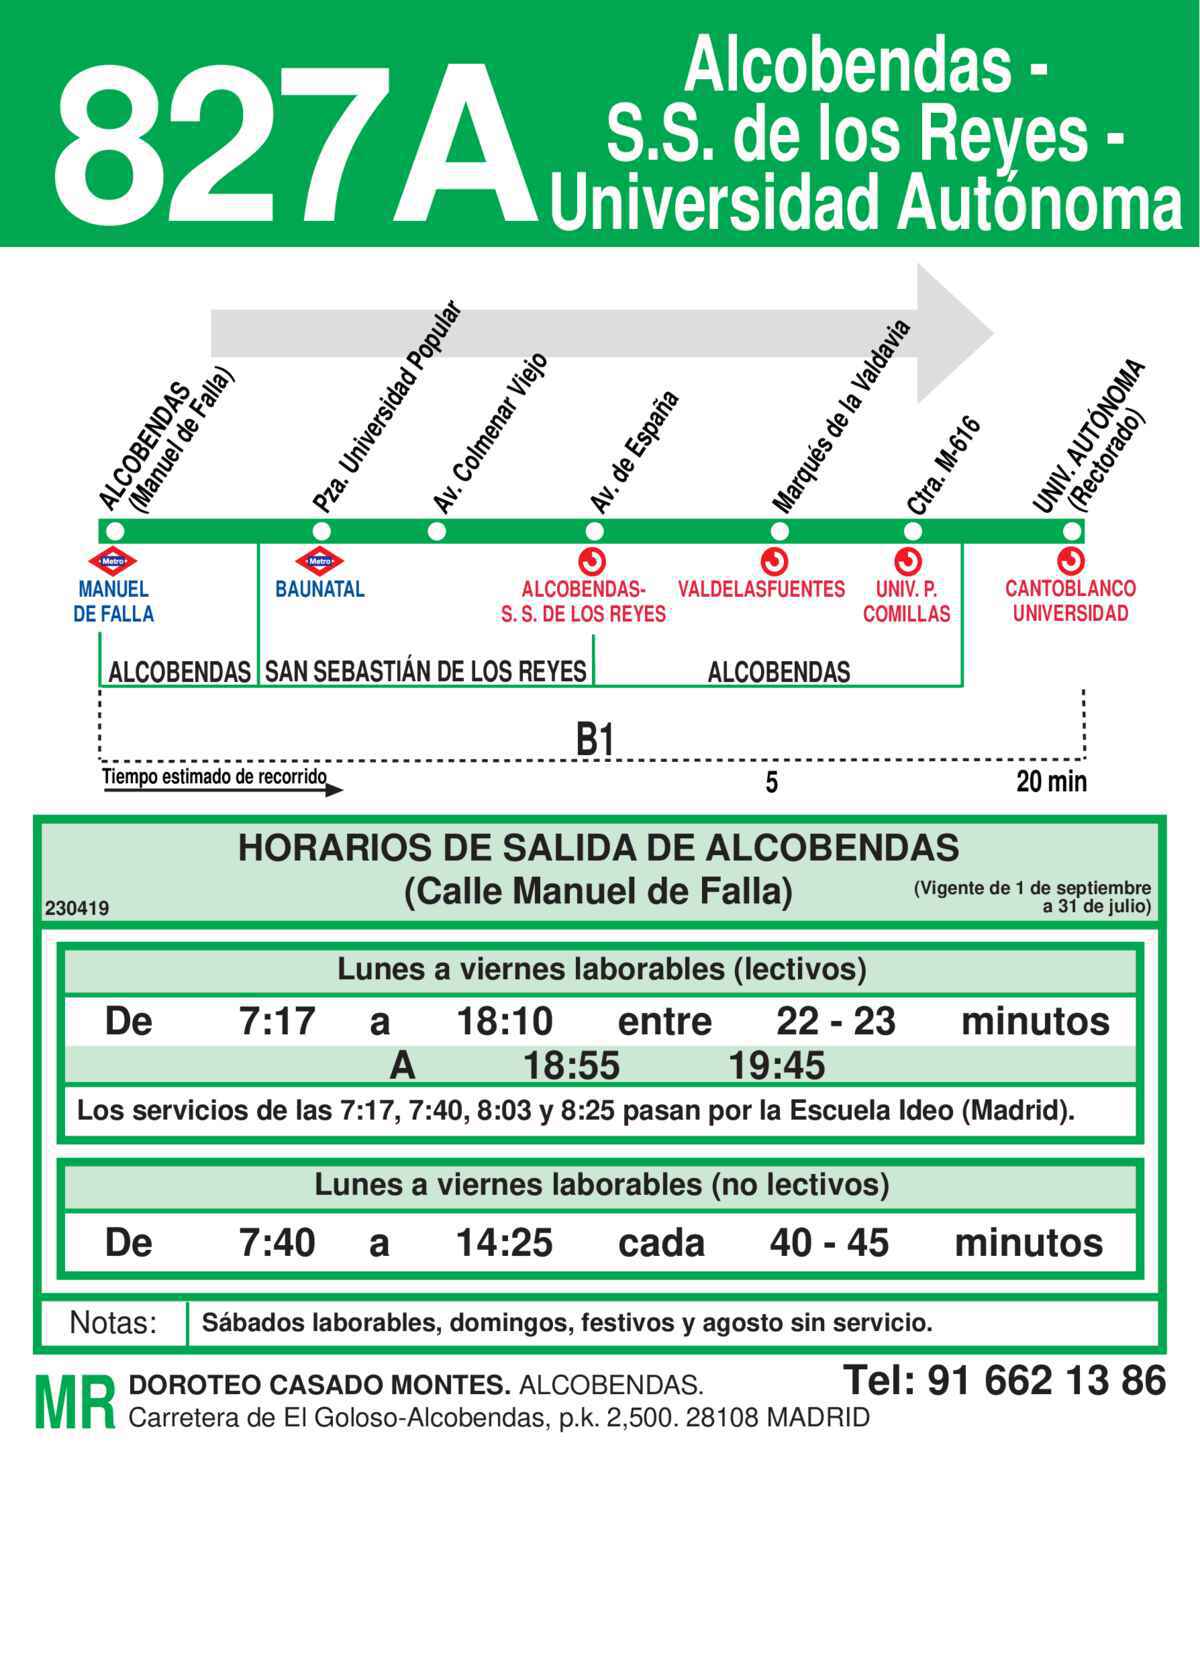 827A
Alcobendas -
S.S. de los Reyes -
Universidad Autónoma
ALCOBENDAS
(Manuel de Falla)
Pza. Universidad Popular
Av. Colmenar Viejo
Av. de España
Marqués de la Valdavia
Ctra. M-616
UNIV. AUTÓNOMA
(Rectorado)
Metro
MANUEL
DE FALLA
Metro
BAUNATAL
ALCOBENDAS-
S. S. DE LOS REYES
VALDELASFUENTES
UNIV. P.
COMILLAS
CANTOBLANCO
UNIVERSIDAD
ALCOBENDAS
SAN SEBASTIÁN DE LOS REYES
ALCOBENDAS
B1
Tiempo estimado de recorrido
5
20 min
HORARIOS DE SALIDA DE ALCOBENDAS
(Calle Manuel de Falla)
(Vigente de 1 de septiembre
a 31 de julio)
230419
Lunes a viernes laborables (lectivos)
De 7:17 a 18:10 entre 22 - 23 minutos
A 18:55 19:45
Los servicios de las 7:17, 7:40, 8:03 y 8:25 pasan por la Escuela Ideo (Madrid).
Lunes a viernes laborables (no lectivos)
De 7:40 a 14:25 cada 40 - 45 minutos
Notas: Sábados laborables, domingos, festivos y agosto sin servicio.
MR DOROTEO CASADO MONTES. ALCOBENDAS. Tel: 91 662 13 86
Carretera de El Goloso-Alcobendas, p.k. 2,500. 28108 MADRID